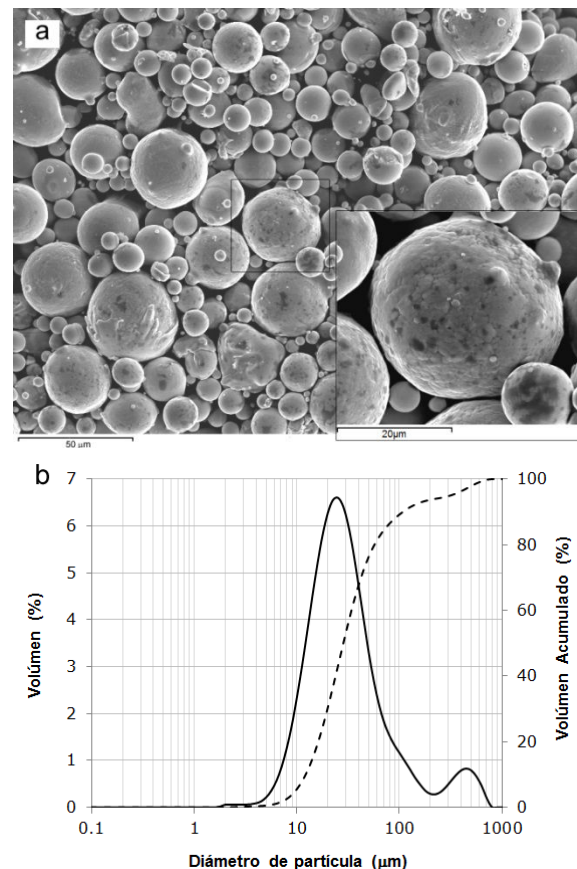 a
50 µm
20µm
b
7
6
5
4
3
2
1
0
100
80
60
40
20
0
0.1 1 10 100 1000
Volúmen (%)
Volúmen Acumulado (%)
Diámetro de partícula (µm)